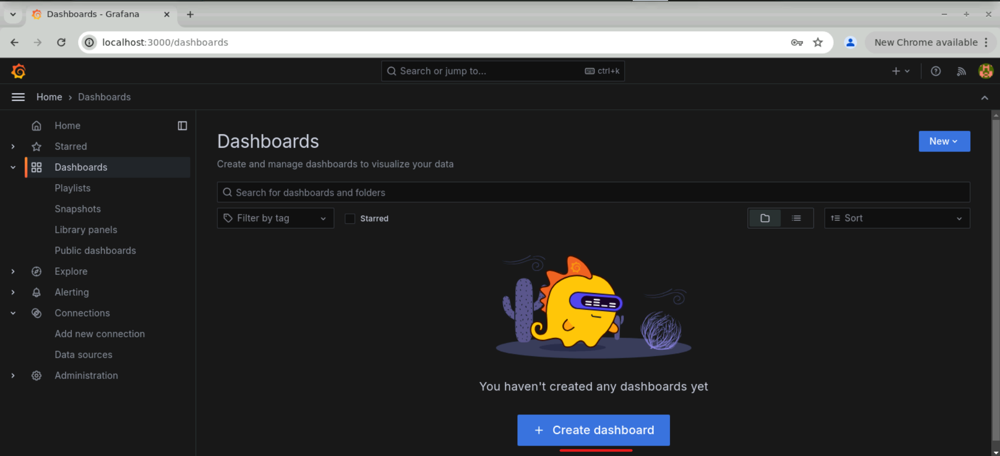 Dashboards - Grafana
localhost:3000/dashboards
New Chrome available
Search or jump to...
ctrl+k
Home
Dashboards
Home
Starred
Dashboards
Playlists
Snapshots
Library panels
Public dashboards
Explore
Alerting
Connections
Add new connection
Data sources
Administration
Dashboards
New
Create and manage dashboards to visualize your data
Search for dashboards and folders
Filter by tag
Starred
Sort
You haven't created any dashboards yet
+ Create dashboard